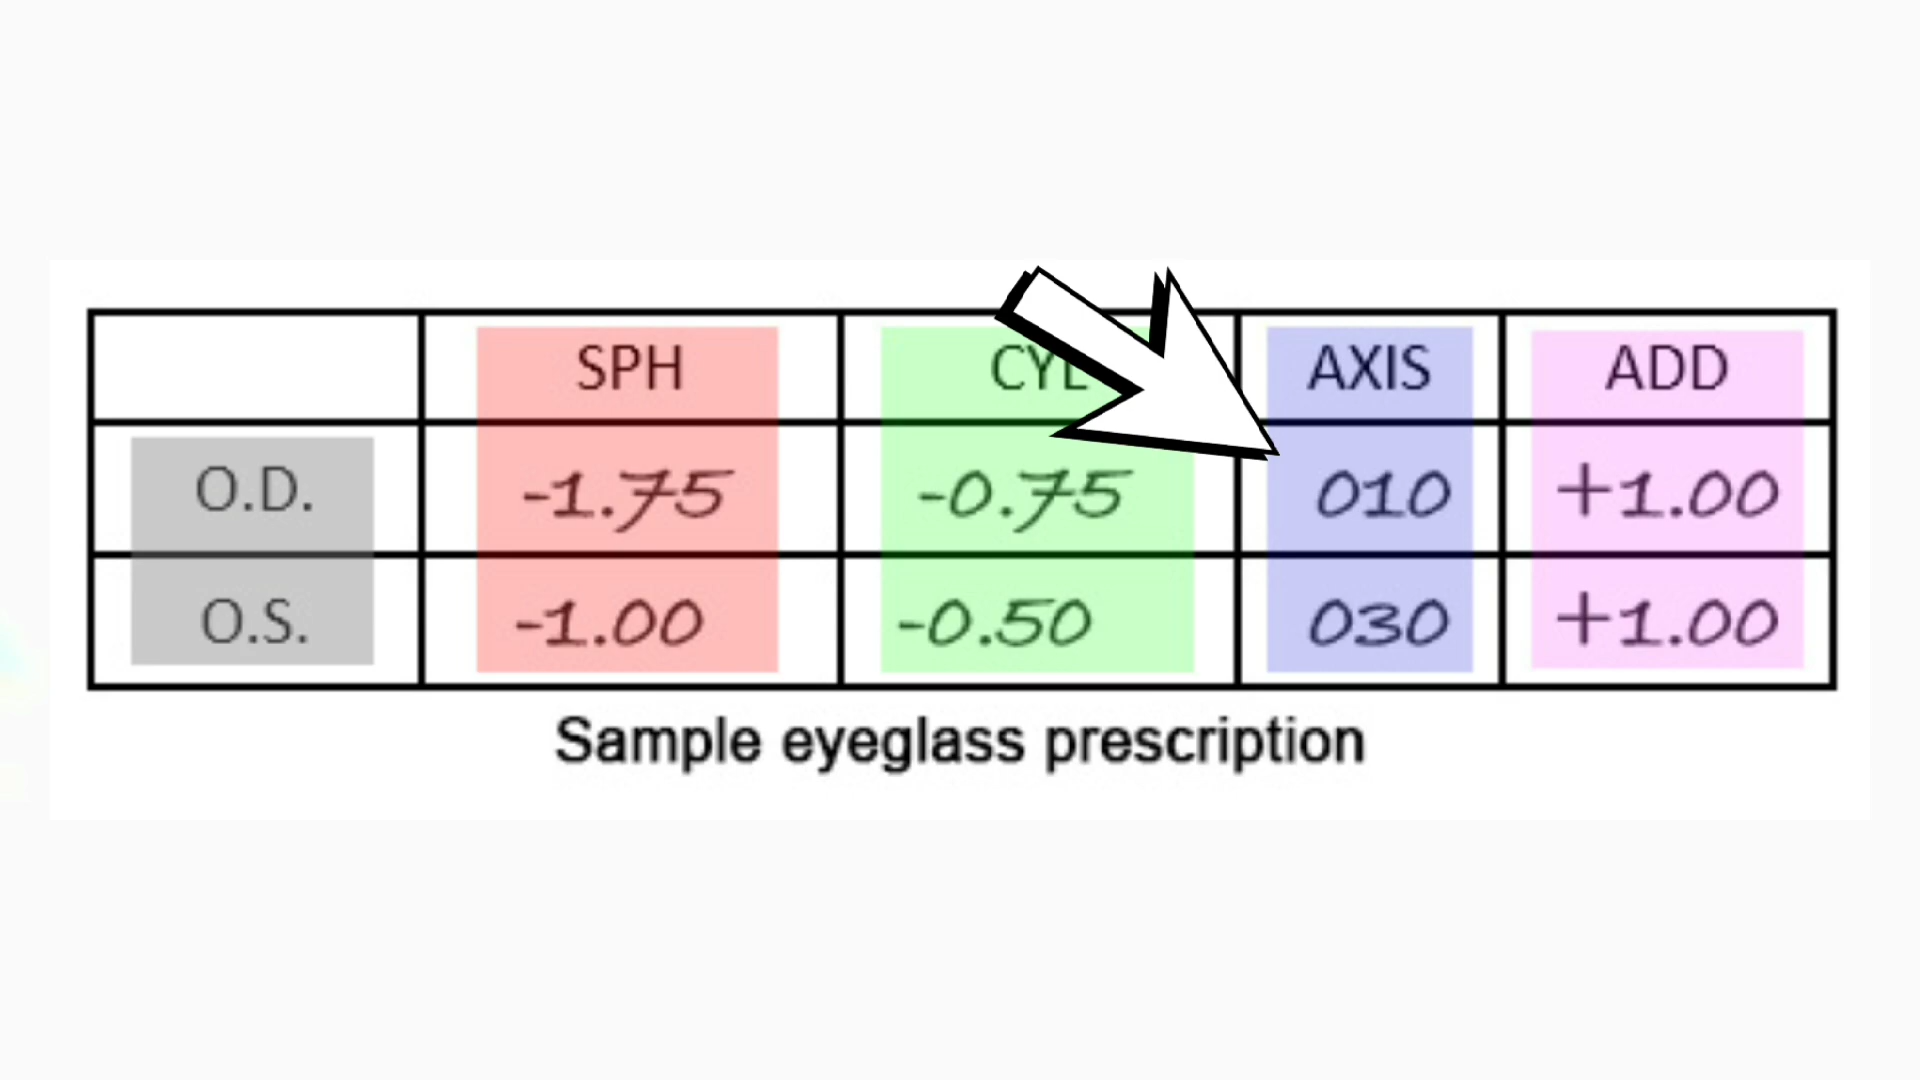 SPH CYL AXIS ADD
O.D. -1.75 -0.75 010 +1.00
O.S. -1.00 -0.50 030 +1.00
Sample eyeglass prescription